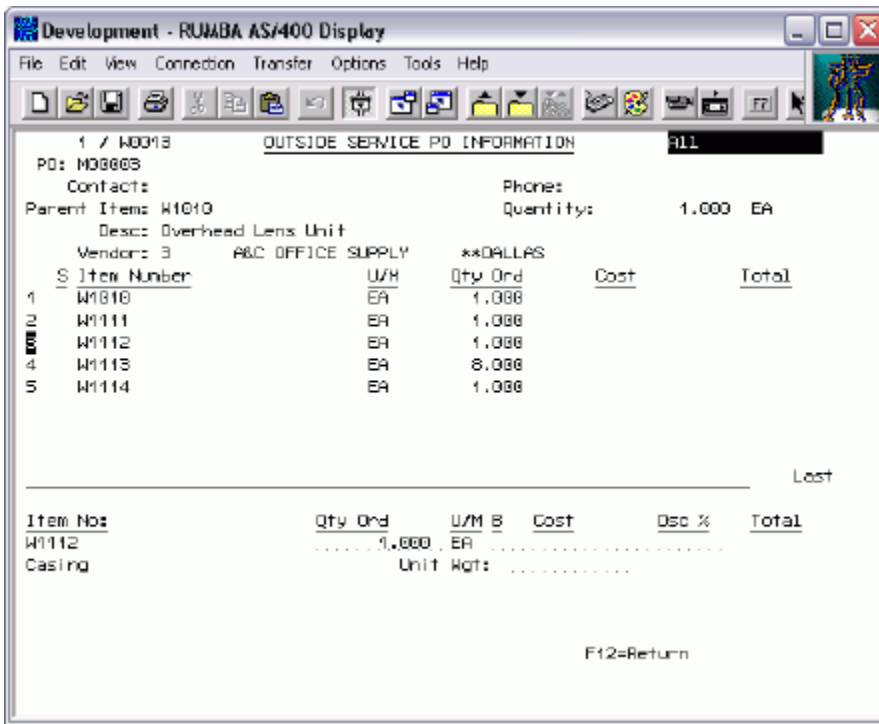 Development - RUMBA AS/400 Display
File Edit View Connection Transfer Options Tools Help
1 / W0013 OUTSIDE SERVICE PO INFORMATION All
PO: M00003
Contact: Phone:
Parent Item: W1010 Quantity: 1.000 EA
Desc: Overhead Lens Unit
Vendor: 3 A&C OFFICE SUPPLY **DALLAS
S Item Number U/M Qty Ord Cost Total
1 W1010 EA 1.000
2 W1111 EA 1.000
3 W1112 EA 1.000
4 W1113 EA 8.000
5 W1114 EA 1.000
Last
Item No: Qty Ord U/M B Cost Dsc % Total
W1112 1.000 EA
Casing Unit Wgt:
F12=Return